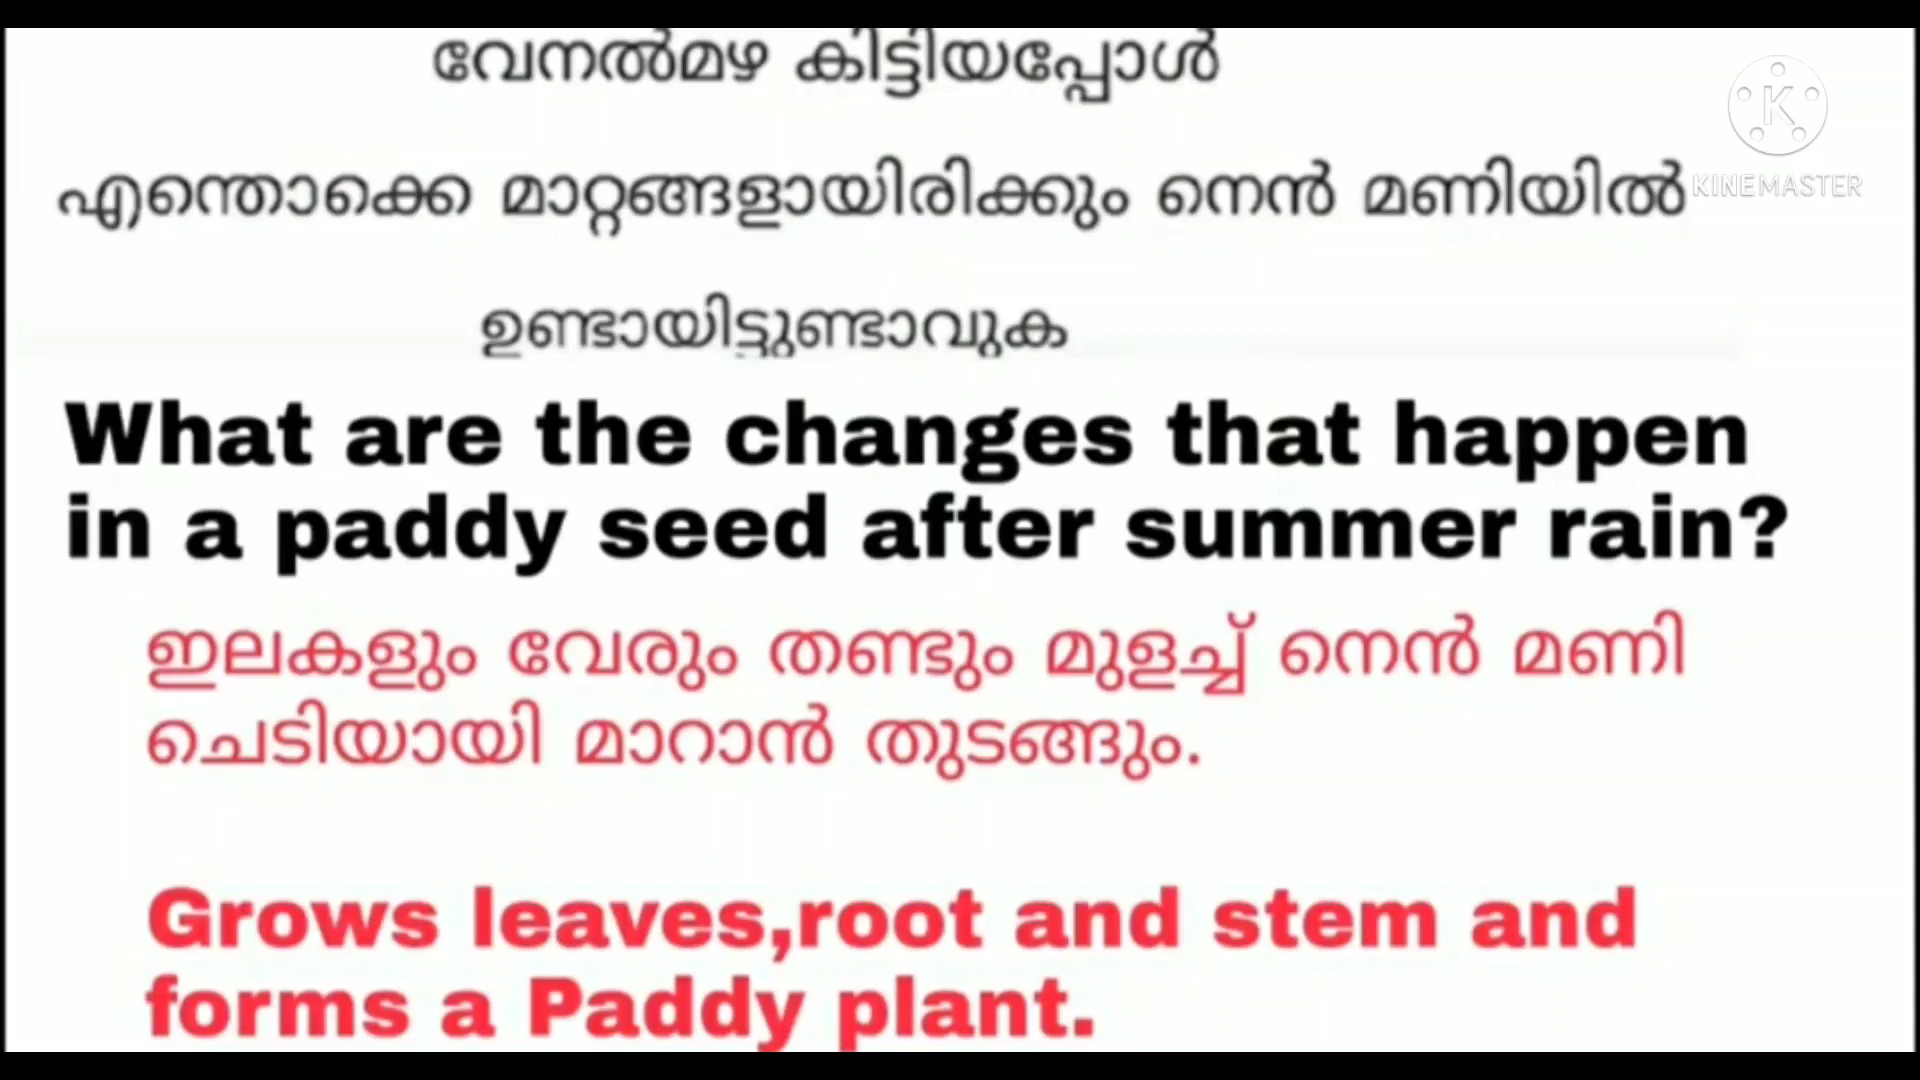 വേനൽമഴ കിട്ടിയപ്പോൾ
എന്തൊക്കെ മാറ്റങ്ങളായിരിക്കും നെൻ മണിയിൽ
ഉണ്ടായിട്ടുണ്ടാവുക
What are the changes that happen
in a paddy seed after summer rain?
ഇലകളും വേരും തണ്ടും മുളച്ച് നെൻ മണി
ചെടിയായി മാറാൻ തുടങ്ങും.
Grows leaves,root and stem and
forms a Paddy plant.
K
KINEMASTER